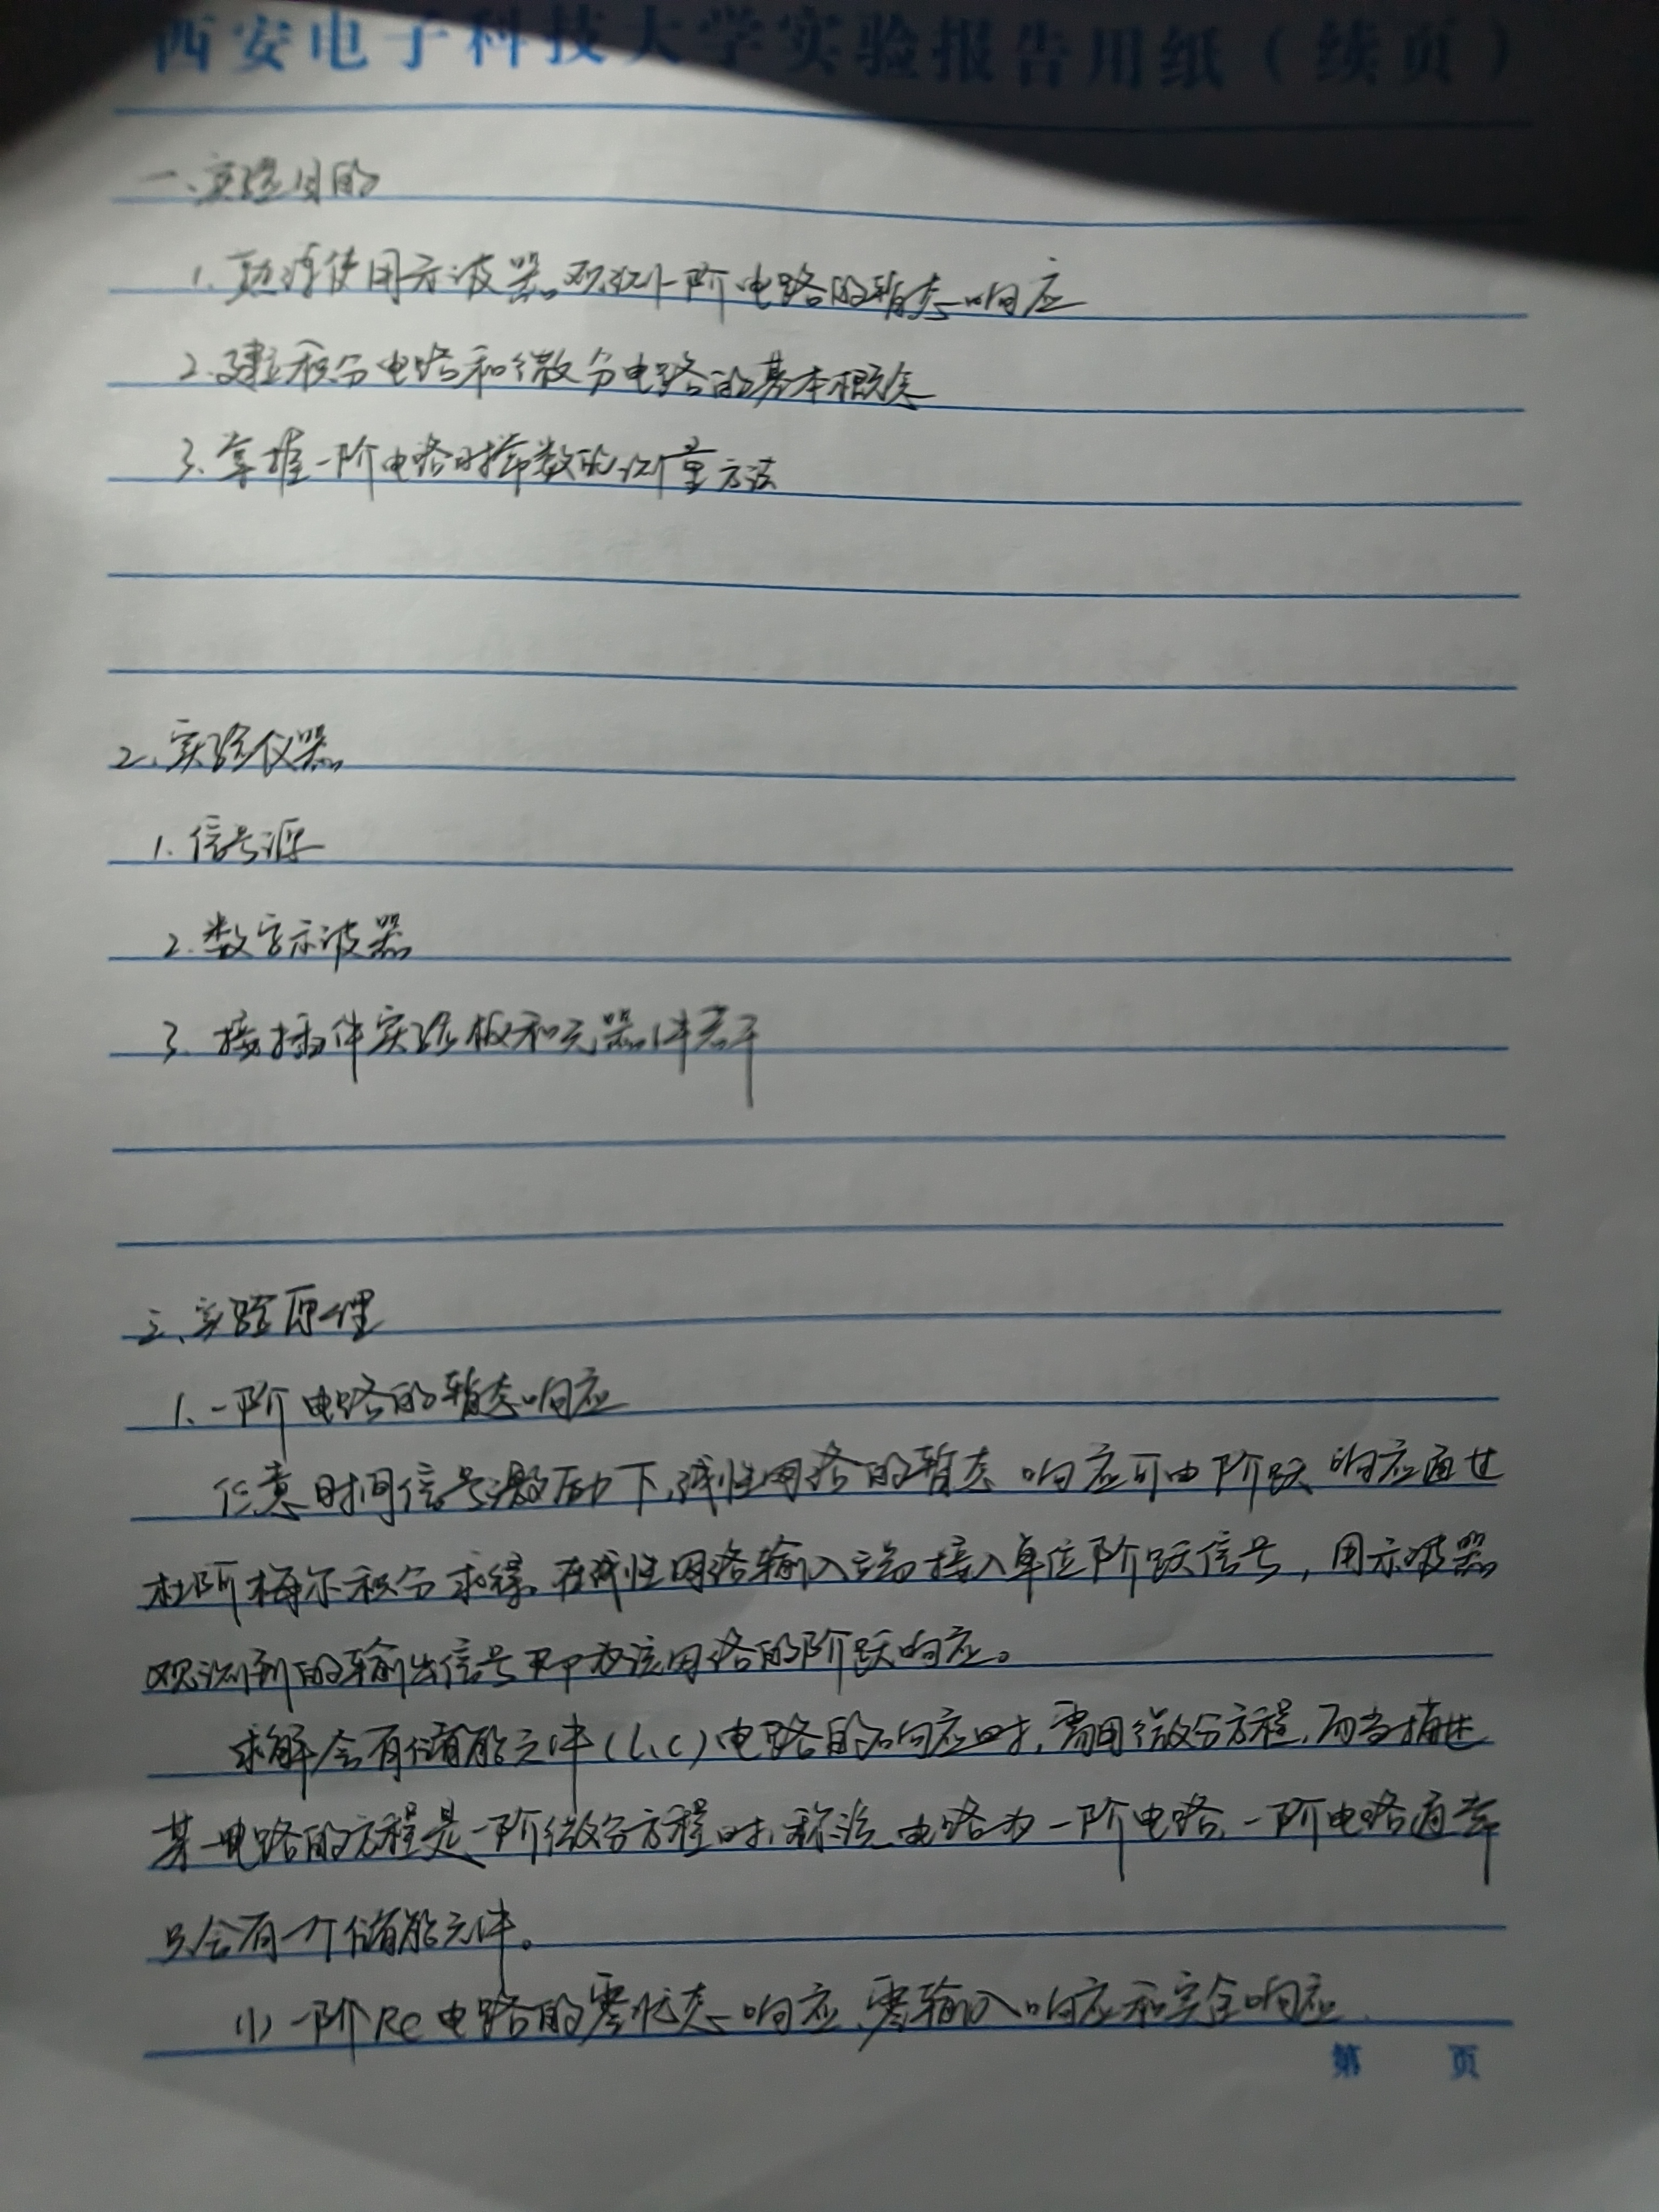 西安电子科技大学实验报告用纸（续页）
一、实验目的
1. 熟练使用示波器观测一阶电路的暂态响应
2. 建立积分电路和微分电路的基本概念
3. 掌握一阶电路时常数的测量方法
2、实验仪器
1. 信号源
2. 数字示波器
3. 接插件实验板和元器件若干
三、实验原理
1、一阶电路的暂态响应
任意时间信号激励下，线性网络的暂态响应可由阶跃响应通过
杜阿梅尔积分求得。在线性网络输入端接入单位阶跃信号，用示波器
观测到的输出信号即为该网络的阶跃响应。
求解含有储能元件（L、C）电路的响应时，需用微分方程，而当描述
某一电路的方程是一阶微分方程时，称该电路为一阶电路，一阶电路通常
只含有一个储能元件。
(1) 一阶RC电路的零状态响应、零输入响应和完全响应.
第 页